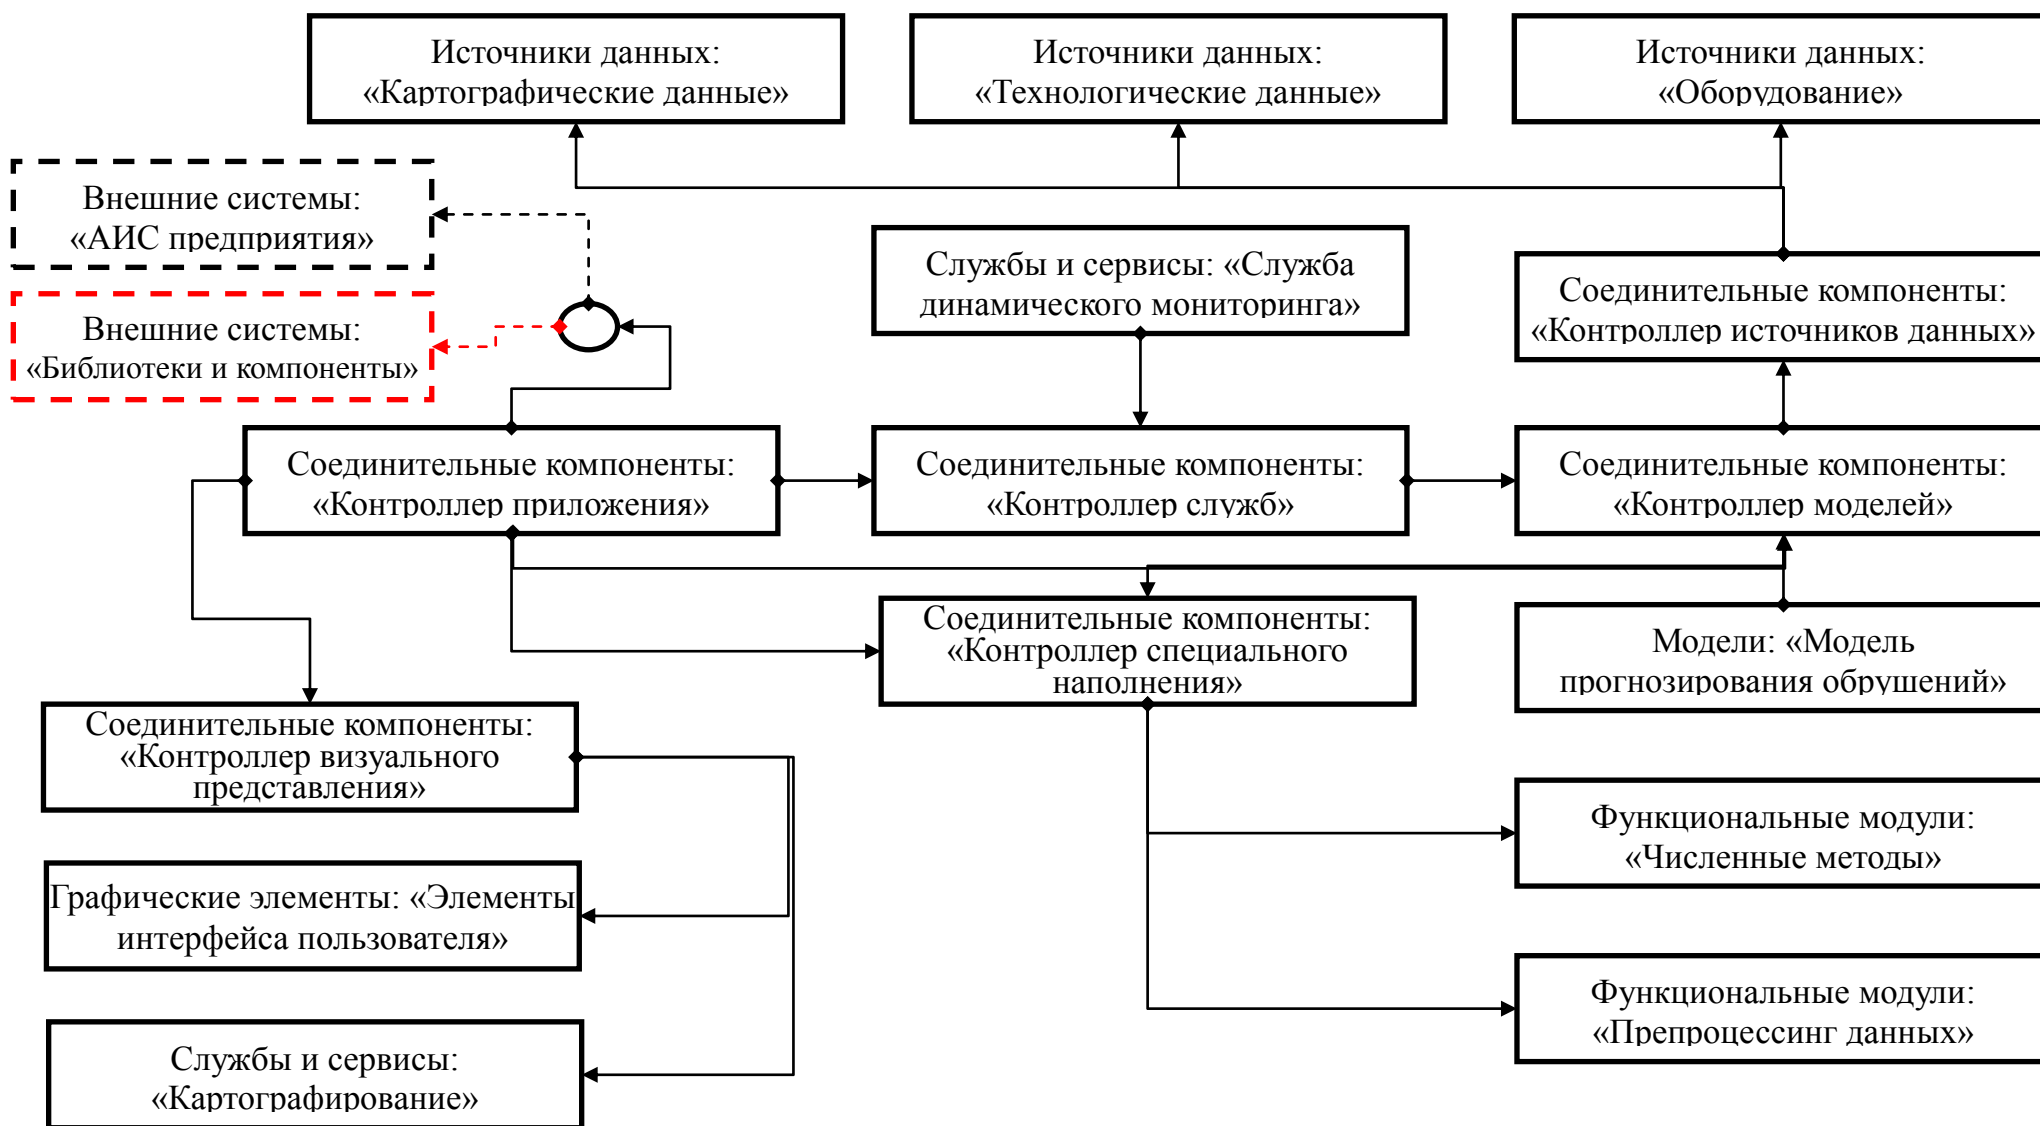 Источники данных:
«Картографические данные»
Источники данных:
«Технологические данные»
Источники данных:
«Оборудование»
Внешние системы:
«АИС предприятия»
Службы и сервисы: «Служба
динамического мониторинга»
Соединительные компоненты:
«Контроллер источников данных»
Внешние системы:
«Библиотеки и компоненты»
Соединительные компоненты:
«Контроллер приложения»
Соединительные компоненты:
«Контроллер служб»
Соединительные компоненты:
«Контроллер моделей»
Соединительные компоненты:
«Контроллер специального
наполнения»
Модели: «Модель
прогнозирования обрушений»
Соединительные компоненты:
«Контроллер визуального
представления»
Функциональные модули:
«Численные методы»
Графические элементы: «Элементы
интерфейса пользователя»
Функциональные модули:
«Препроцессинг данных»
Службы и сервисы:
«Картографирование»